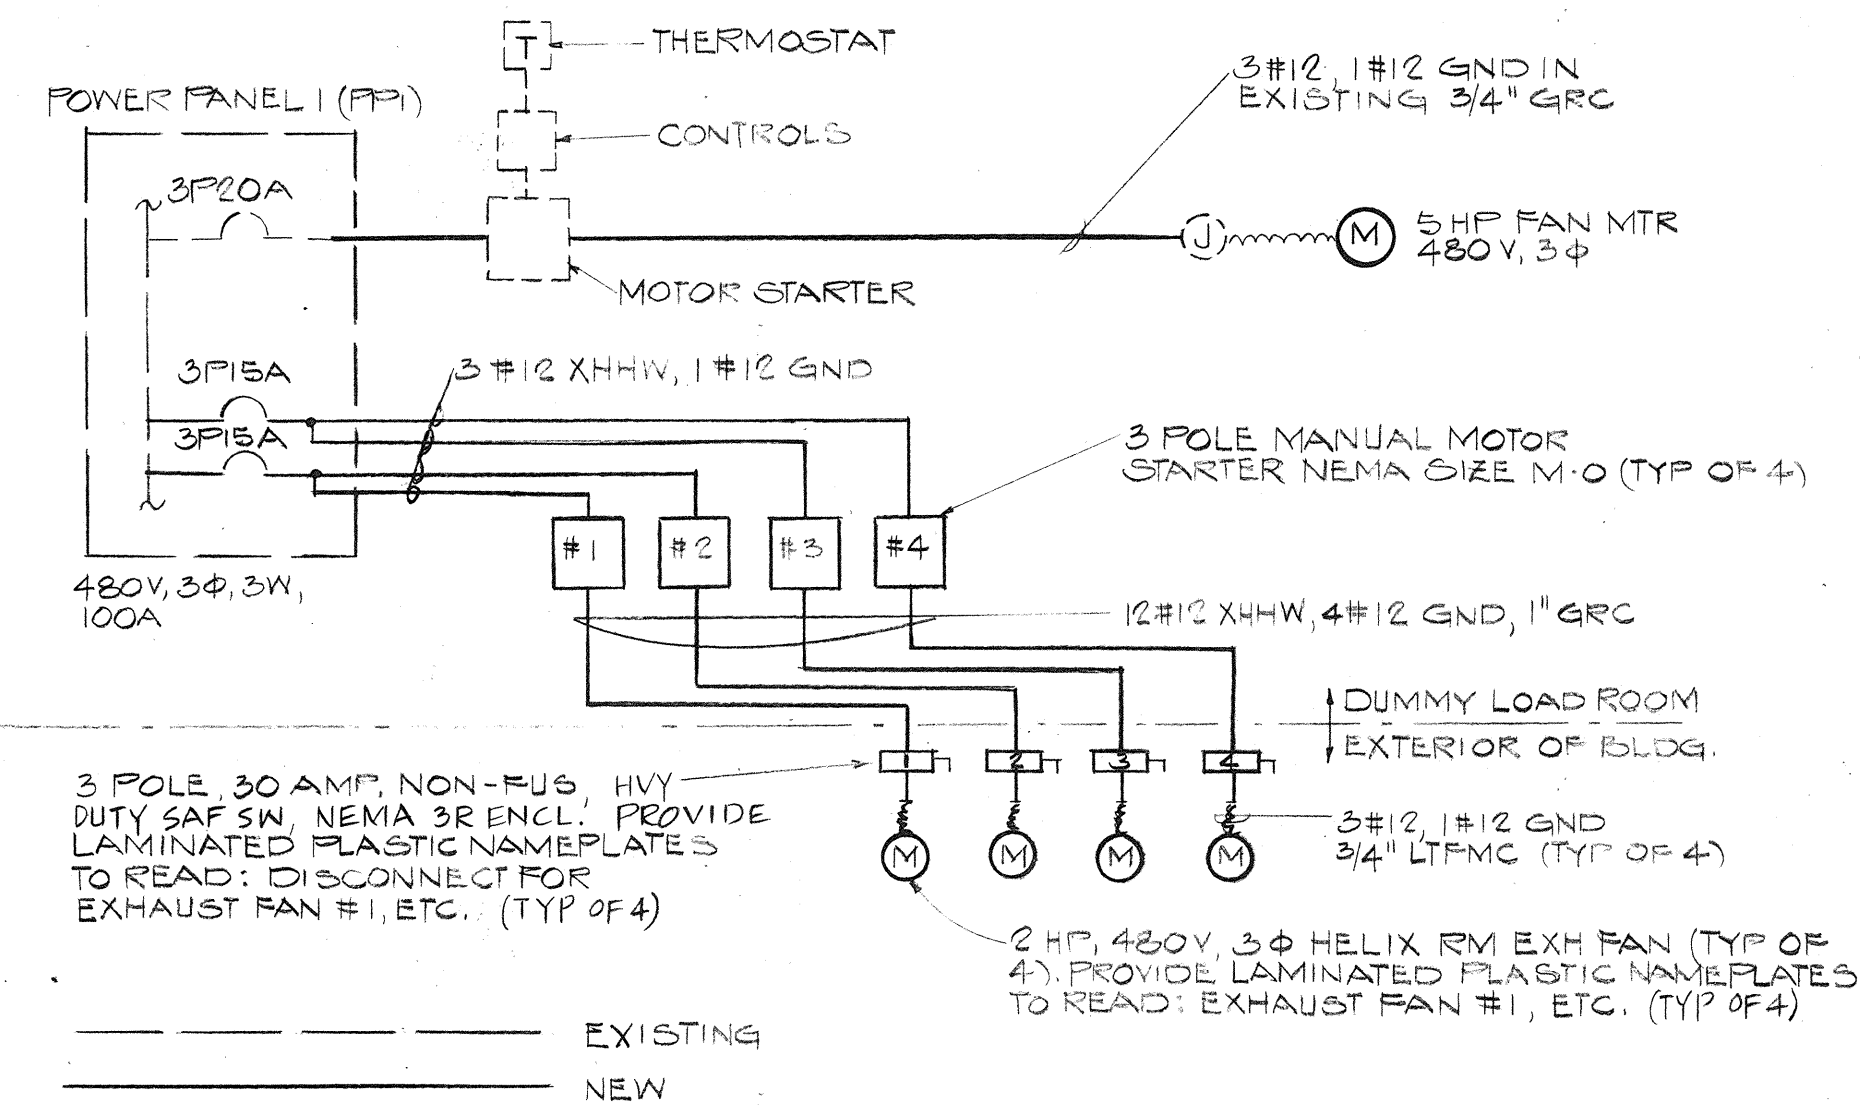 T
THERMOSTAT
CONTROLS
3#12, 1#12 GND IN
EXISTING 3/4" GRC
POWER PANEL 1 (PP1)
3P20A
J
M
5 HP FAN MTR
480V, 3Φ
MOTOR STARTER
3P15A
3 #12 XHHW, 1 #12 GND
3P15A
3 POLE MANUAL MOTOR
STARTER NEMA SIZE M-0 (TYP OF 4)
#1
#2
#3
#4
480V, 3Φ, 3W,
100A
12#12 XHHW, 4#12 GND, 1" GRC
DUMMY LOAD ROOM
EXTERIOR OF BLDG.
1
2
3
4
3 POLE, 30 AMP, NON-FUS, HVY
DUTY SAF SW, NEMA 3R ENCL. PROVIDE
LAMINATED PLASTIC NAMEPLATES
TO READ: DISCONNECT FOR
EXHAUST FAN #1, ETC. (TYP OF 4)
M
M
M
M
3#12, 1#12 GND
3/4" LTFMC (TYP OF 4)
2 HP, 480V, 3Φ HELIX RM EXH FAN (TYP OF
4). PROVIDE LAMINATED PLASTIC NAMEPLATES
TO READ: EXHAUST FAN #1, ETC. (TYP OF 4)
EXISTING
NEW